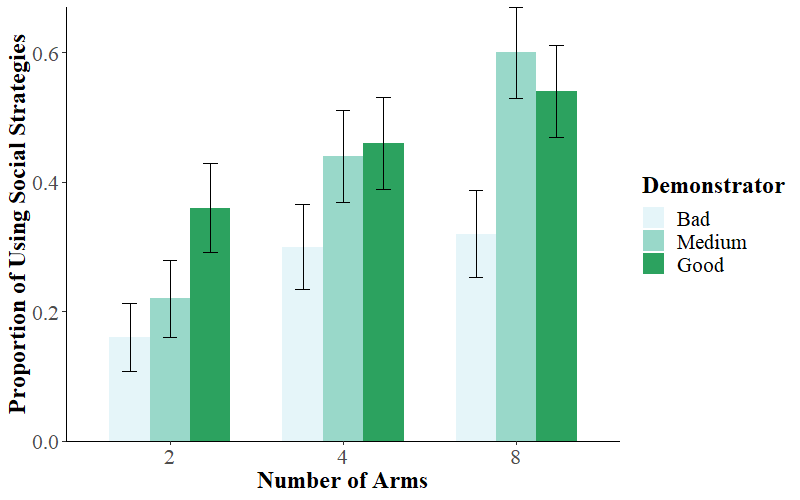 Proportion of Using Social Strategies
0.6
0.4
0.2
0.0
2 4 8
Number of Arms
Demonstrator
Bad
Medium
Good